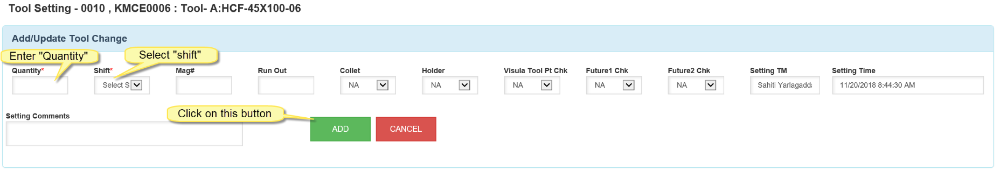 Tool Setting - 0010 , KMCE0006 : Tool- A:HCF-45X100-06
Add/Update Tool Change
Enter "Quantity"
Select "shift"
Quantity* Shift* Mag# Run Out Collet Holder Visula Tool Pt Chk Future1 Chk Future2 Chk Setting TM Setting Time
Select S NA NA NA NA NA Sahiti Yarlagadda 11/20/2018 8:44:30 AM
Setting Comments
Click on this button
ADD CANCEL